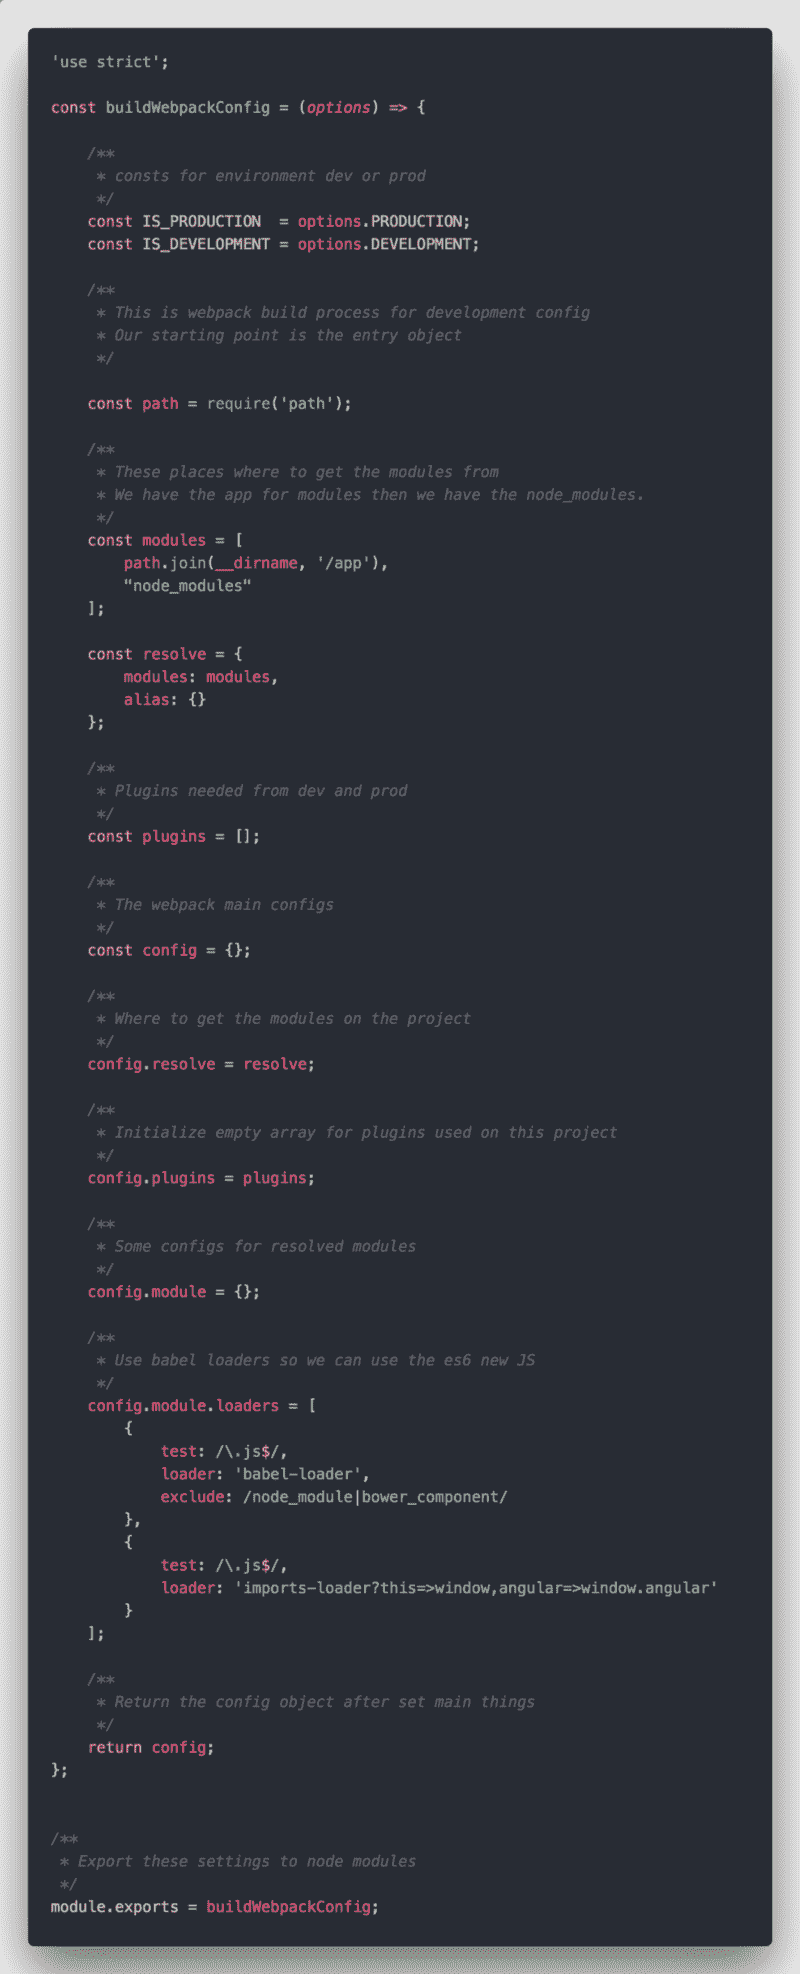 'use strict';
const buildWebpackConfig = (options) => {
/**
* consts for environment dev or prod
*/
const IS_PRODUCTION  = options.PRODUCTION;
const IS_DEVELOPMENT = options.DEVELOPMENT;
/**
* This is webpack build process for development config
* Our starting point is the entry object
*/
const path = require('path');
/**
* These places where to get the modules from
* We have the app for modules then we have the node_modules.
*/
const modules = [
path.join(__dirname, '/app'),
"node_modules"
];
const resolve = {
modules: modules,
alias: {}
};
/**
* Plugins needed from dev and prod
*/
const plugins = [];
/**
* The webpack main configs
*/
const config = {};
/**
* Where to get the modules on the project
*/
config.resolve = resolve;
/**
* Initialize empty array for plugins used on this project
*/
config.plugins = plugins;
/**
* Some configs for resolved modules
*/
config.module = {};
/**
* Use babel loaders so we can use the es6 new JS
*/
config.module.loaders = [
{
test: /\.js$/,
loader: 'babel-loader',
exclude: /node_module|bower_component/
},
{
test: /\.js$/,
loader: 'imports-loader?this=>window,angular=>window.angular'
}
];
/**
* Return the config object after set main things
*/
return config;
};
/**
* Export these settings to node modules
*/
module.exports = buildWebpackConfig;